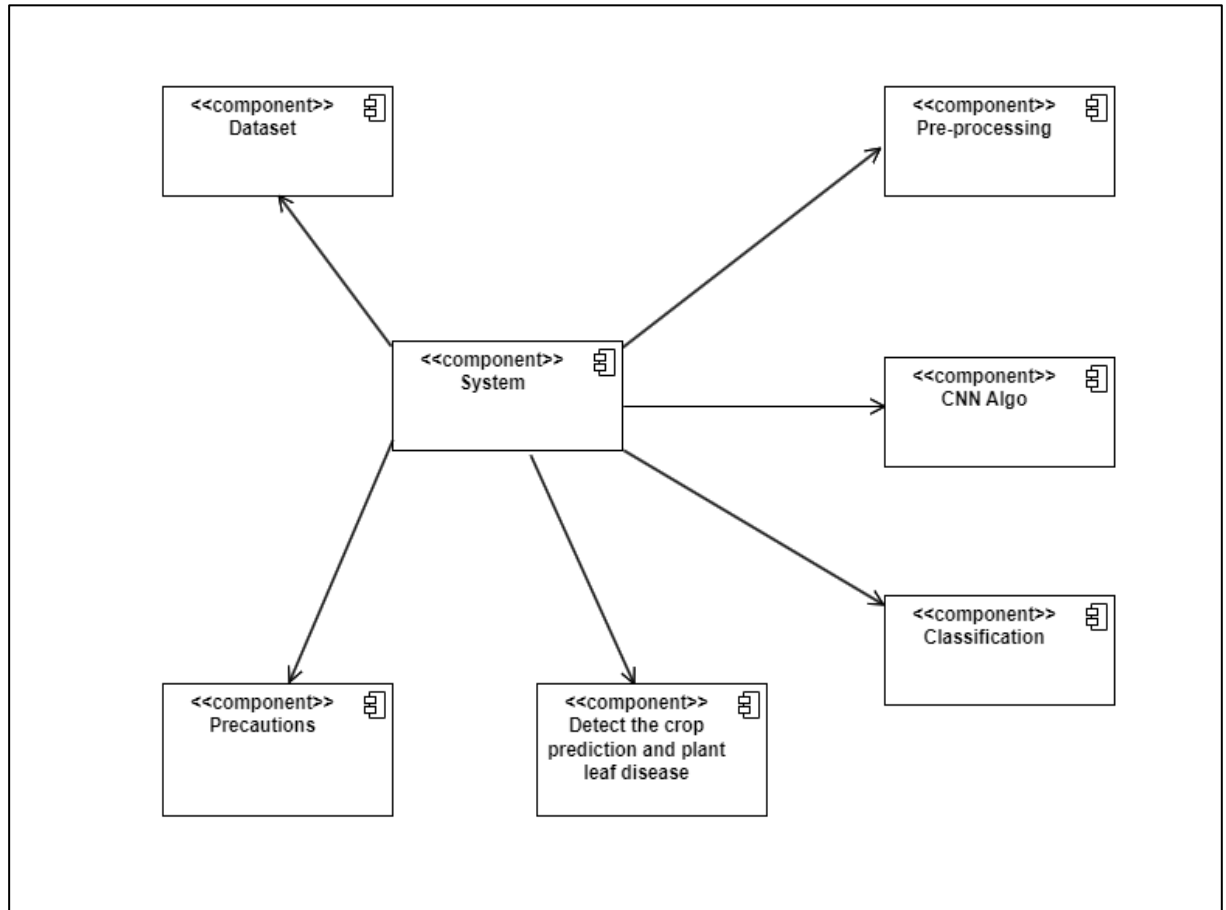 <<component>>
Dataset
<<component>>
Pre-processing
<<component>>
System
<<component>>
CNN Algo
<<component>>
Classification
<<component>>
Precautions
<<component>>
Detect the crop
prediction and plant
leaf disease